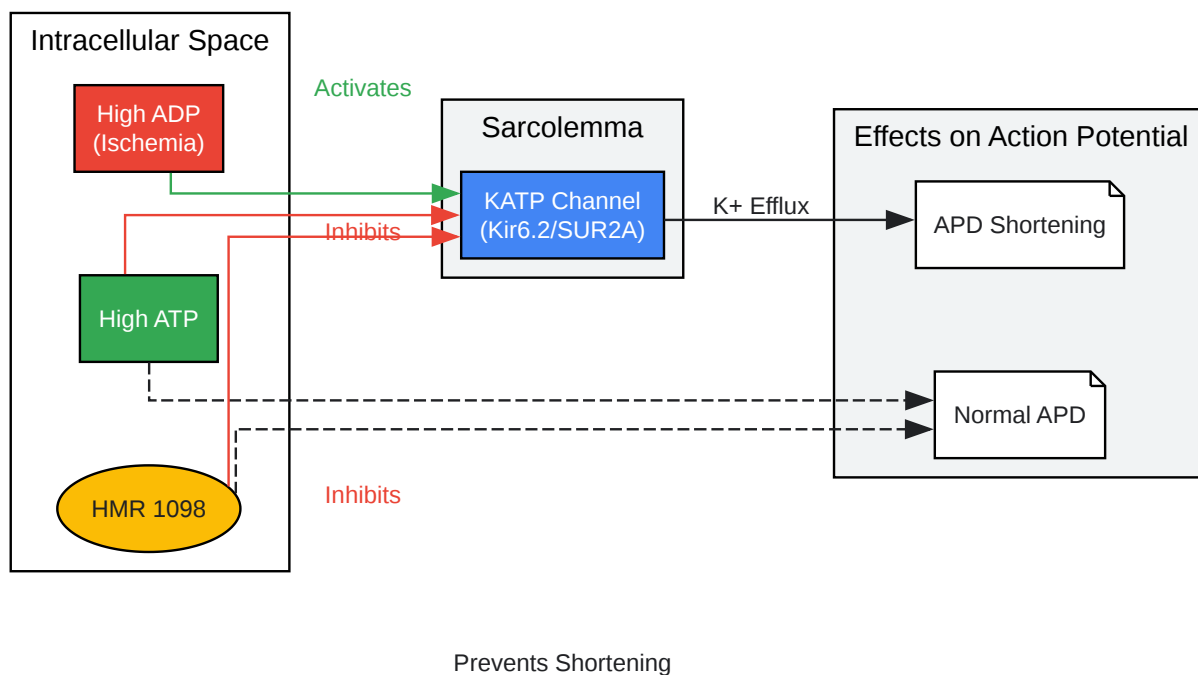 Intracellular Space
High ADP
(Ischemia)
High ATP
HMR 1098
Activates
Inhibits
Inhibits
Sarcolemma
KATP Channel
(Kir6.2/SUR2A)
K+ Efflux
Effects on Action Potential
APD Shortening
Normal APD
Prevents Shortening